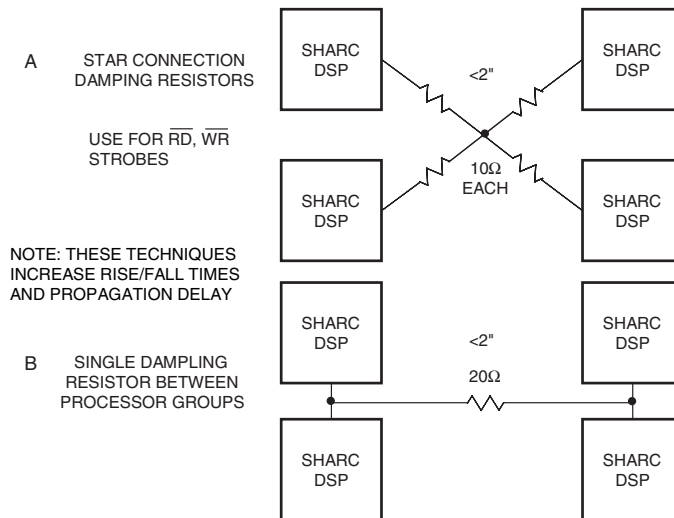 A
STAR CONNECTION
DAMPING RESISTORS
USE FOR R̅D̅, W̅R̅
STROBES
SHARC
DSP
SHARC
DSP
<2"
10Ω
EACH
SHARC
DSP
SHARC
DSP
NOTE: THESE TECHNIQUES
INCREASE RISE/FALL TIMES
AND PROPAGATION DELAY
B
SINGLE DAMPLING
RESISTOR BETWEEN
PROCESSOR GROUPS
SHARC
DSP
SHARC
DSP
<2"
20Ω
SHARC
DSP
SHARC
DSP